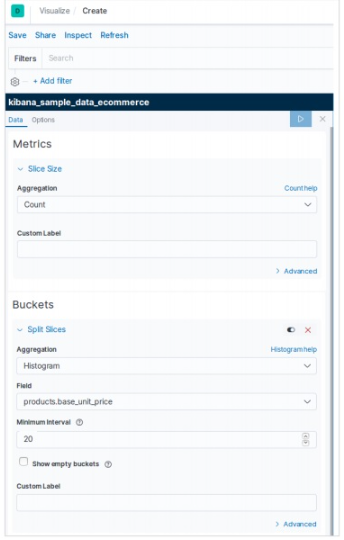 D Visualize / Create
Save Share Inspect Refresh
Filters Search
+ Add filter
kibana_sample_data_ecommerce
Data Options
Metrics
Slice Size
Aggregation Count help
Count
Custom Label
Advanced
Buckets
Split Slices
Aggregation Histogram help
Histogram
Field
products.base_unit_price
Minimum Interval
20
Show empty buckets
Custom Label
Advanced